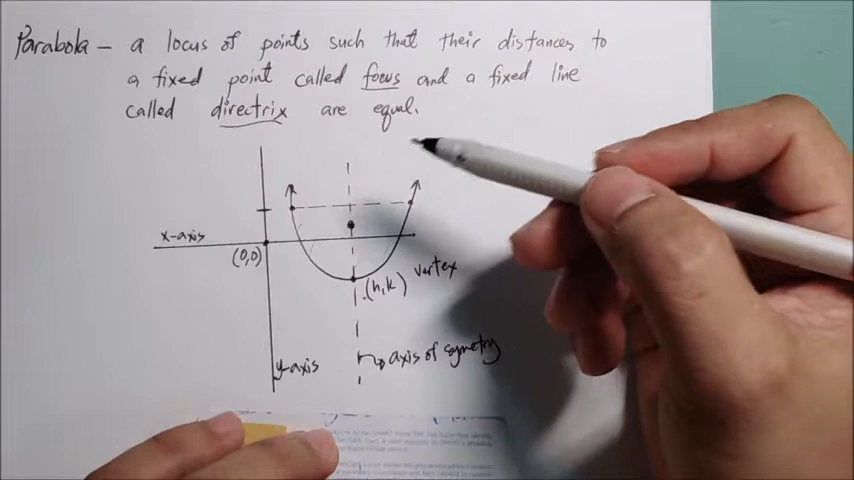 Parabola - a locus of points such that their distances to
a fixed point called focus and a fixed line
called directrix are equal.
x-axis
(0,0)
(h,k) vertex
axis of symetry
y-axis